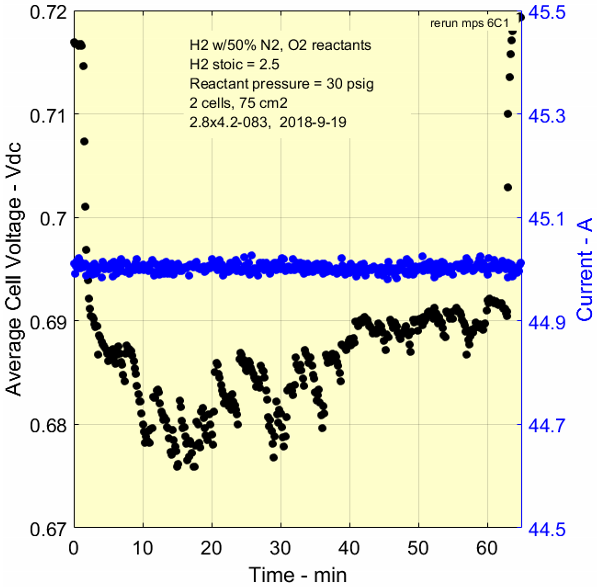 rerun mps 6C1
H2 w/50% N2, O2 reactants
H2 stoic = 2.5
Reactant pressure = 30 psig
2 cells, 75 cm2
2.8x4.2-083,  2018-9-19
Average Cell Voltage - Vdc
0.72
0.71
0.7
0.69
0.68
0.67
45.5
45.3
45.1
44.9
44.7
44.5
Current - A
0 10 20 30 40 50 60
Time - min